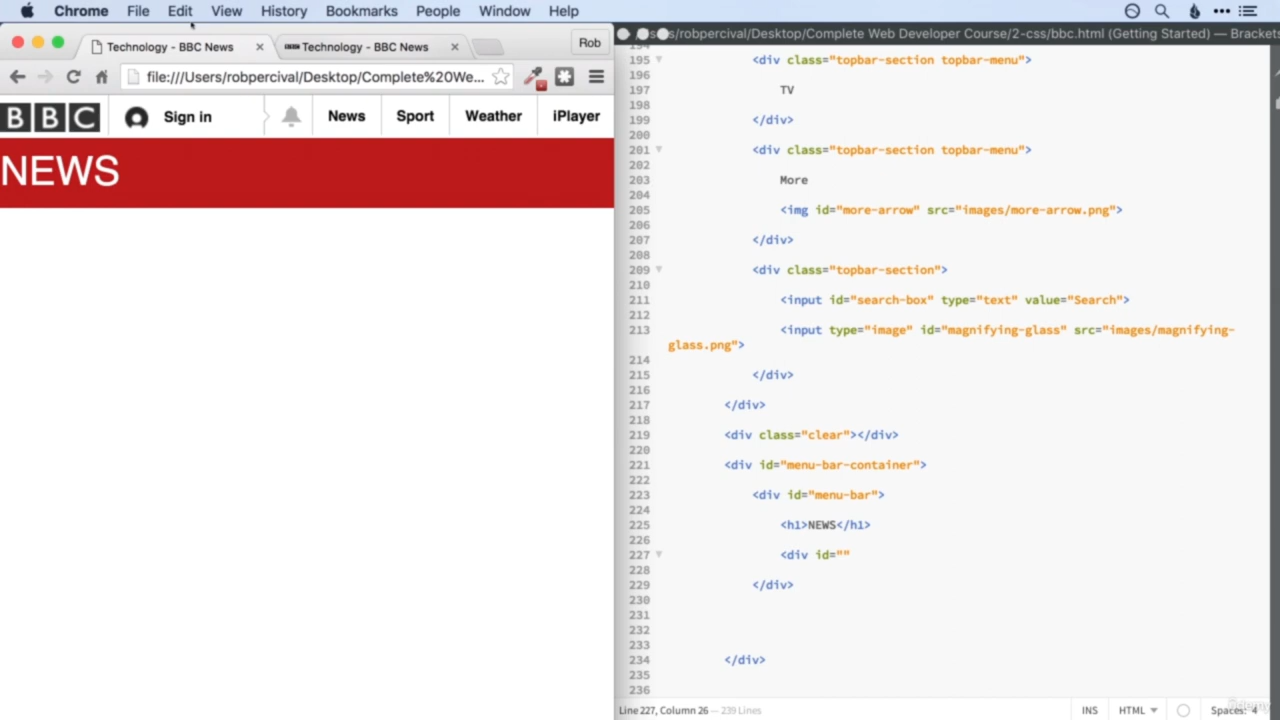 Chrome File Edit View History Bookmarks People Window Help
Technology - BBC News
Technology - BBC News
Rob
file:///Users/robpercival/Desktop/Complete%20We...
BBC Sign in News Sport Weather iPlayer
NEWS
robpercival/Desktop/Complete Web Developer Course/2-css/bbc.html (Getting Started) — Brackets
194
195 <div class="topbar-section topbar-menu">
196
197 TV
198
199 </div>
200
201 <div class="topbar-section topbar-menu">
202
203 More
204
205 <img id="more-arrow" src="images/more-arrow.png">
206
207 </div>
208
209 <div class="topbar-section">
210
211 <input id="search-box" type="text" value="Search">
212
213 <input type="image" id="magnifying-glass" src="images/magnifying-
glass.png">
214
215 </div>
216
217 </div>
218
219 <div class="clear"></div>
220
221 <div id="menu-bar-container">
222
223 <div id="menu-bar">
224
225 <h1>NEWS</h1>
226
227 <div id=""
228
229 </div>
230
231
232
233
234 </div>
235
236
Line 227, Column 26 — 239 Lines
INS HTML Spaces: 4